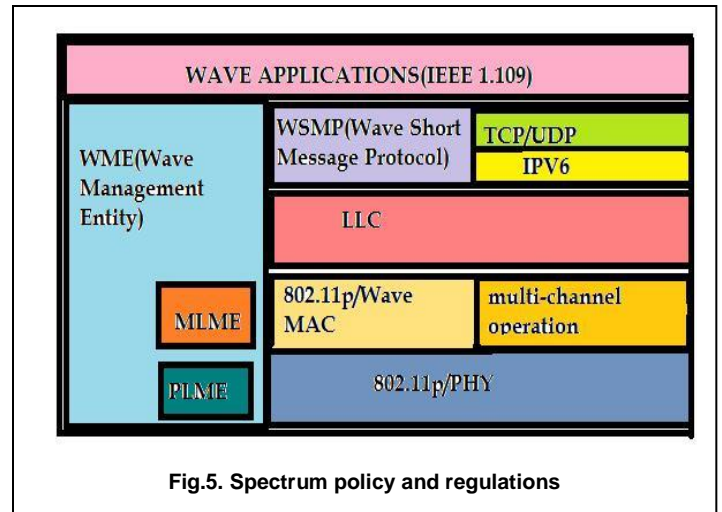 WAVE APPLICATIONS(IEEE 1.109)
WME(Wave
Management
Entity)
MLME
PLME
WSMP(Wave Short
Message Protocol)
TCP/UDP
IPV6
LLC
802.11p/Wave
MAC
multi-channel
operation
802.11p/PHY
Fig.5. Spectrum policy and regulations